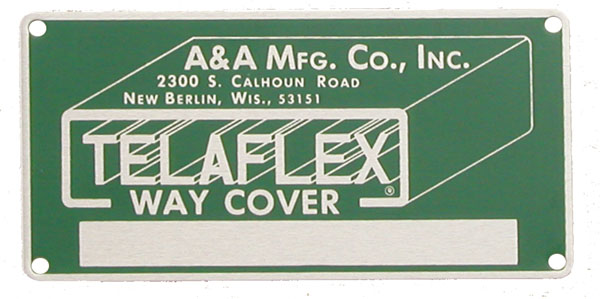 A&A MFG. CO., INC.
2300 S. CALHOUN ROAD
NEW BERLIN, WIS., 53151
TELAFLEX®
WAY COVER